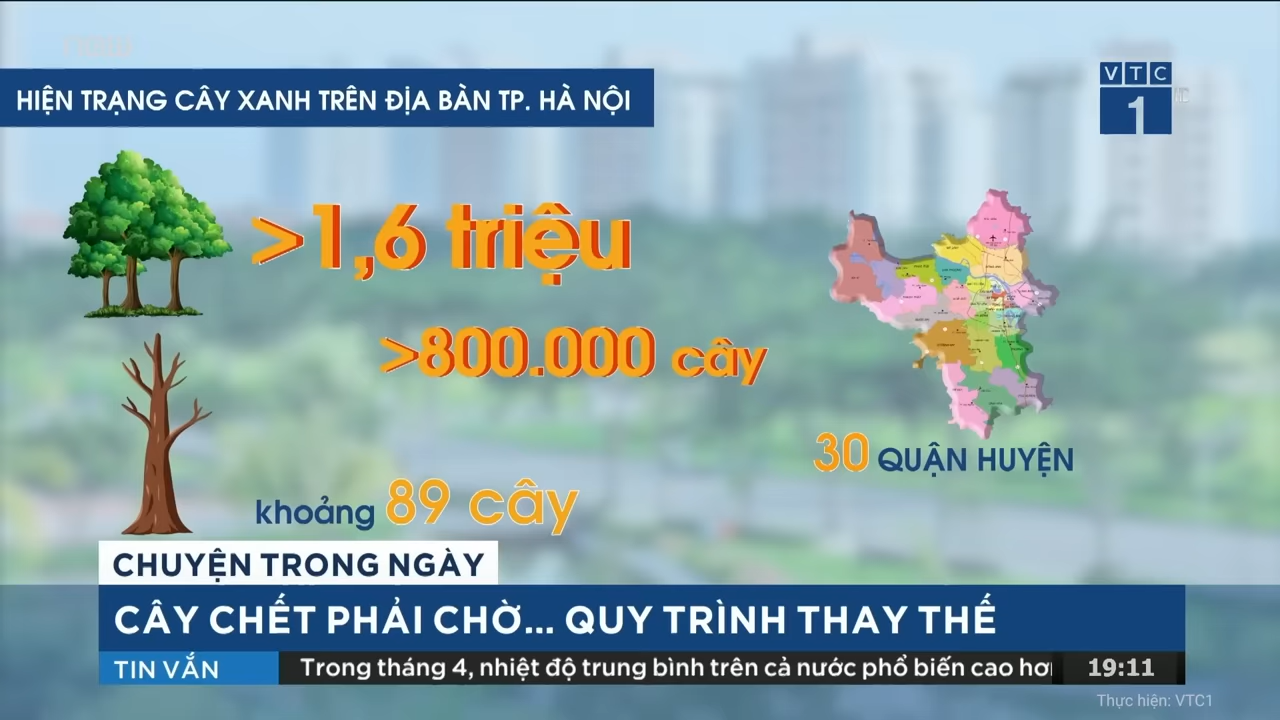 HIỆN TRẠNG CÂY XANH TRÊN ĐỊA BÀN TP. HÀ NỘI
VTC
1
HD
>1,6 triệu
>800.000 cây
30 QUẬN HUYỆN
khoảng 89 cây
CHUYỆN TRONG NGÀY
CÂY CHẾT PHẢI CHỜ... QUY TRÌNH THAY THẾ
TIN VẮN
Trong tháng 4, nhiệt độ trung bình trên cả nước phổ biến cao hơ
19:11
Thực hiện: VTC1